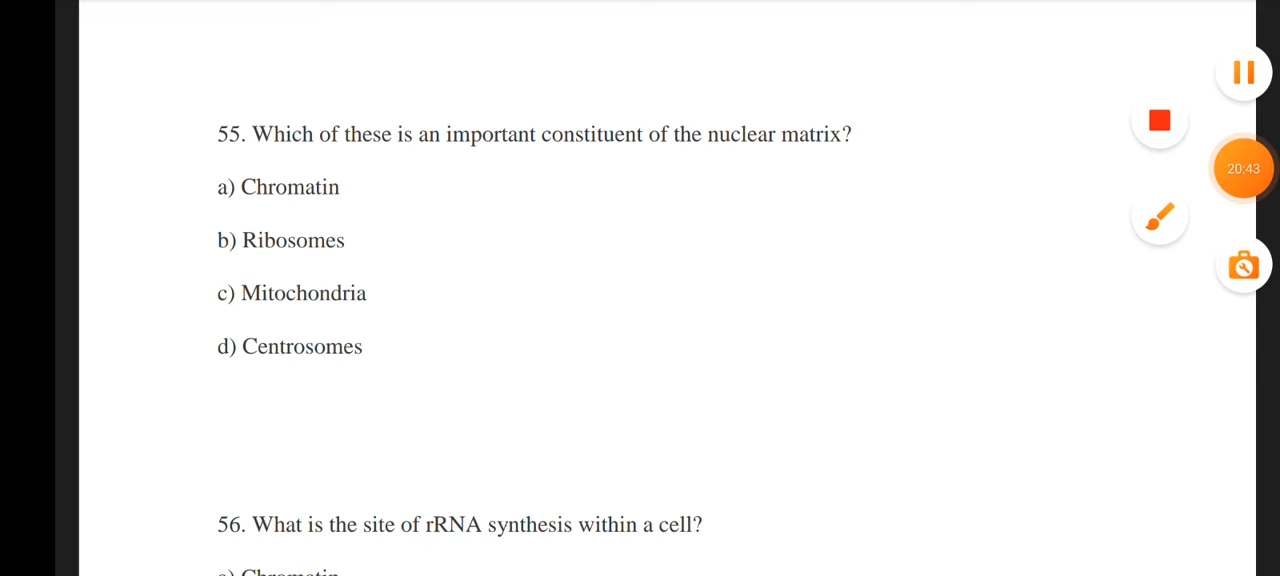 55. Which of these is an important constituent of the nuclear matrix?
a) Chromatin
b) Ribosomes
c) Mitochondria
d) Centrosomes
56. What is the site of rRNA synthesis within a cell?
a) Chromatin
20:43